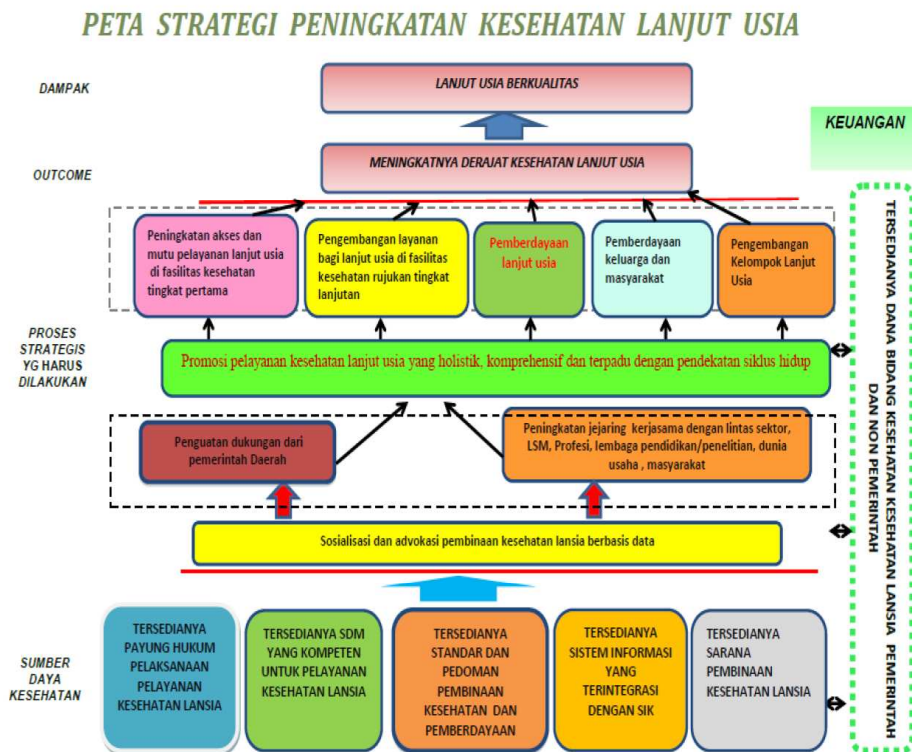 PETA STRATEGI PENINGKATAN KESEHATAN LANJUT USIA
DAMPAK
LANJUT USIA BERKUALITAS
KEUANGAN
OUTCOME
MENINGKATNYA DERAJAT KESEHATAN LANJUT USIA
Peningkatan akses dan
mutu pelayanan lanjut usia
di fasilitas kesehatan
tingkat pertama
Pengembangan layanan
bagi lanjut usia di fasilitas
kesehatan rujukan tingkat
lanjutan
Pemberdayaan
lanjut usia
Pemberdayaan
keluarga dan
masyarakat
Pengembangan
Kelompok Lanjut
Usia
PROSES
STRATEGIS
YG HARUS
DILAKUKAN
Promosi pelayanan kesehatan lanjut usia yang holistik, komprehensif dan terpadu dengan pendekatan siklus hidup
Penguatan dukungan dari
pemerintah Daerah
Peningkatan jejaring kerjasama dengan lintas sektor,
LSM, Profesi, lembaga pendidikan/penelitian, dunia
usaha , masyarakat
Sosialisasi dan advokasi pembinaan kesehatan lansia berbasis data
SUMBER
DAYA
KESEHATAN
TERSEDIANYA
PAYUNG HUKUM
PELAKSANAAN
PELAYANAN
KESEHATAN LANSIA
TERSEDIANYA SDM
YANG KOMPETEN
UNTUK PELAYANAN
KESEHATAN LANSIA
TERSEDIANYA
STANDAR DAN
PEDOMAN
PEMBINAAN
KESEHATAN DAN
PEMBERDAYAAN
TERSEDIANYA
SISTEM INFORMASI
YANG
TERINTEGRASI
DENGAN SIK
TERSEDIANYA
SARANA
PEMBINAAN
KESEHATAN LANSIA
TERSEDIANYA DANA BIDANG KESEHATAN KESEHATAN LANSIA PEMERINTAH
DAN NON PEMERINTAH